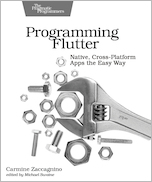 The
Pragmatic
Programmers
Programming
Flutter
Native, Cross-Platform
Apps the Easy Way
Carmine Zaccagnino
edited by Michael Swaine